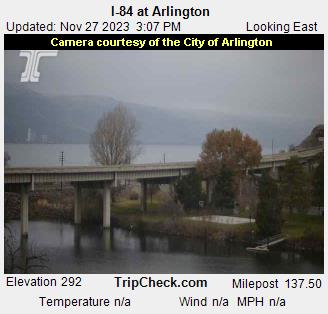 I-84 at Arlington
Updated: Nov 27 2023 3:07 PM Looking East
Camera courtesy of the City of Arlington
Elevation 292 TripCheck.com Milepost 137.50
Temperature n/a Wind n/a MPH n/a